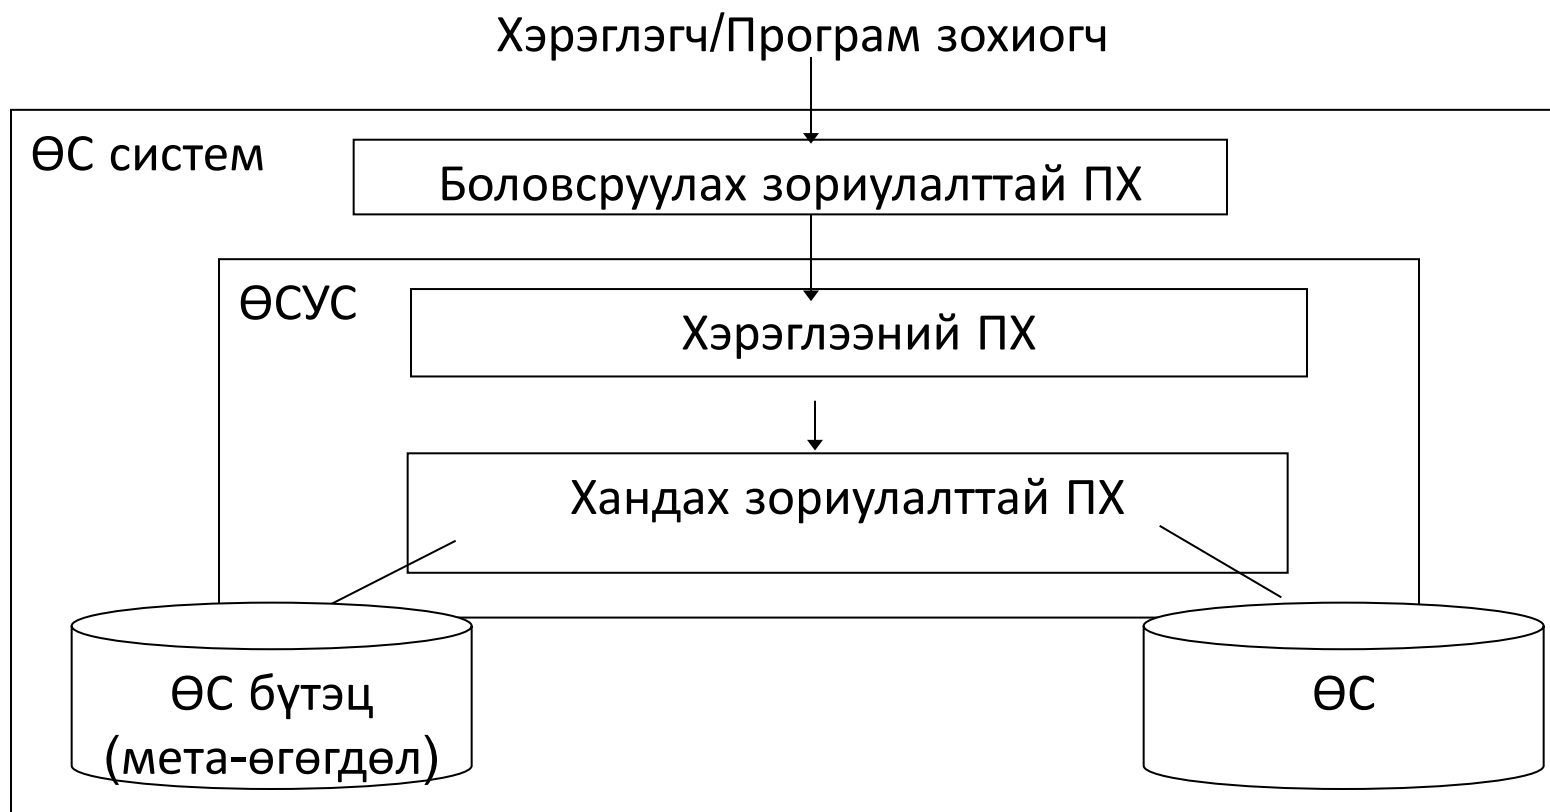 Хэрэглэгч/Програм зохиогч
ӨС систем
Боловсруулах зориулалттай ПХ
ӨСУС
Хэрэглээний ПХ
Хандах зориулалттай ПХ
ӨС бүтэц
(мета-өгөгдөл)
ӨС